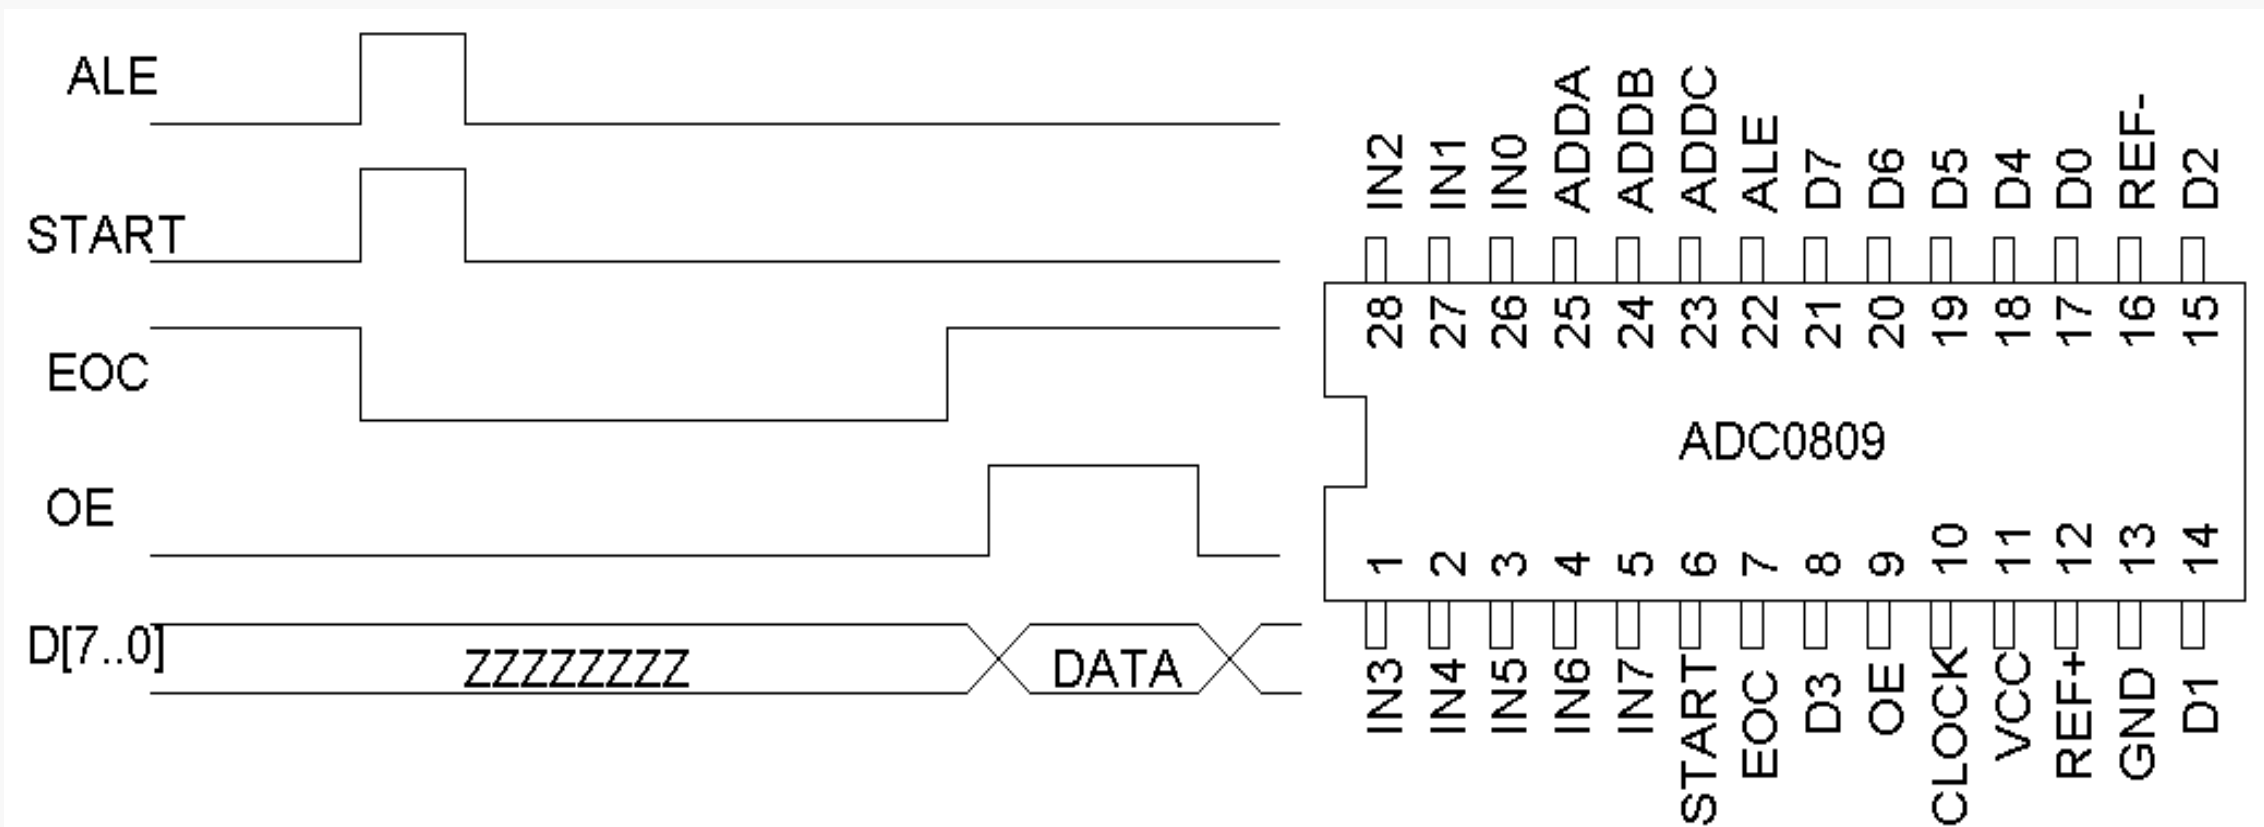 ALE
START
EOC
OE
D[7..0]
ZZZZZZZZ
DATA
IN2 IN1 IN0 ADDA ADDB ADDC ALE D7 D6 D5 D4 D0 REF- D2
28 27 26 25 24 23 22 21 20 19 18 17 16 15
ADC0809
1 2 3 4 5 6 7 8 9 10 11 12 13 14
IN3 IN4 IN5 IN6 IN7 START EOC D3 OE CLOCK VCC REF+ GND D1